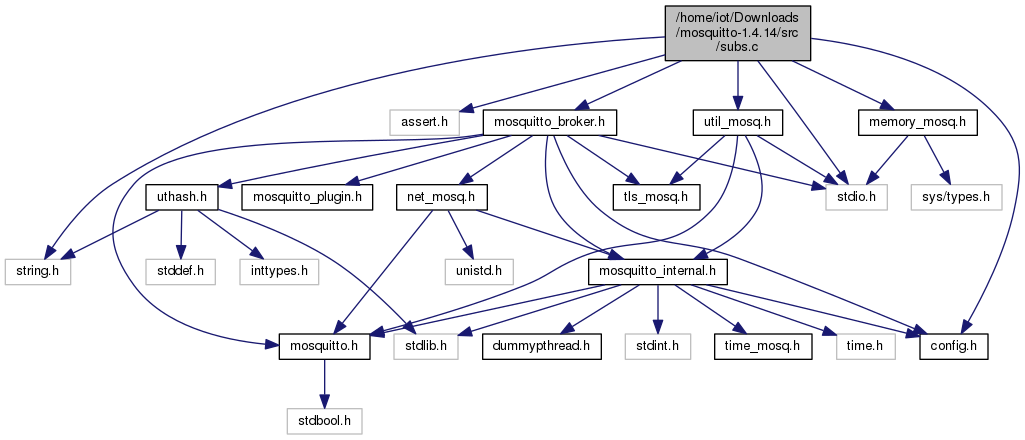 /home/iot/Downloads
/mosquitto-1.4.14/src
/subs.c
assert.h
mosquitto_broker.h
util_mosq.h
memory_mosq.h
uthash.h
mosquitto_plugin.h
net_mosq.h
tls_mosq.h
stdio.h
sys/types.h
string.h
stddef.h
inttypes.h
unistd.h
mosquitto_internal.h
mosquitto.h
stdlib.h
dummypthread.h
stdint.h
time_mosq.h
time.h
config.h
stdbool.h